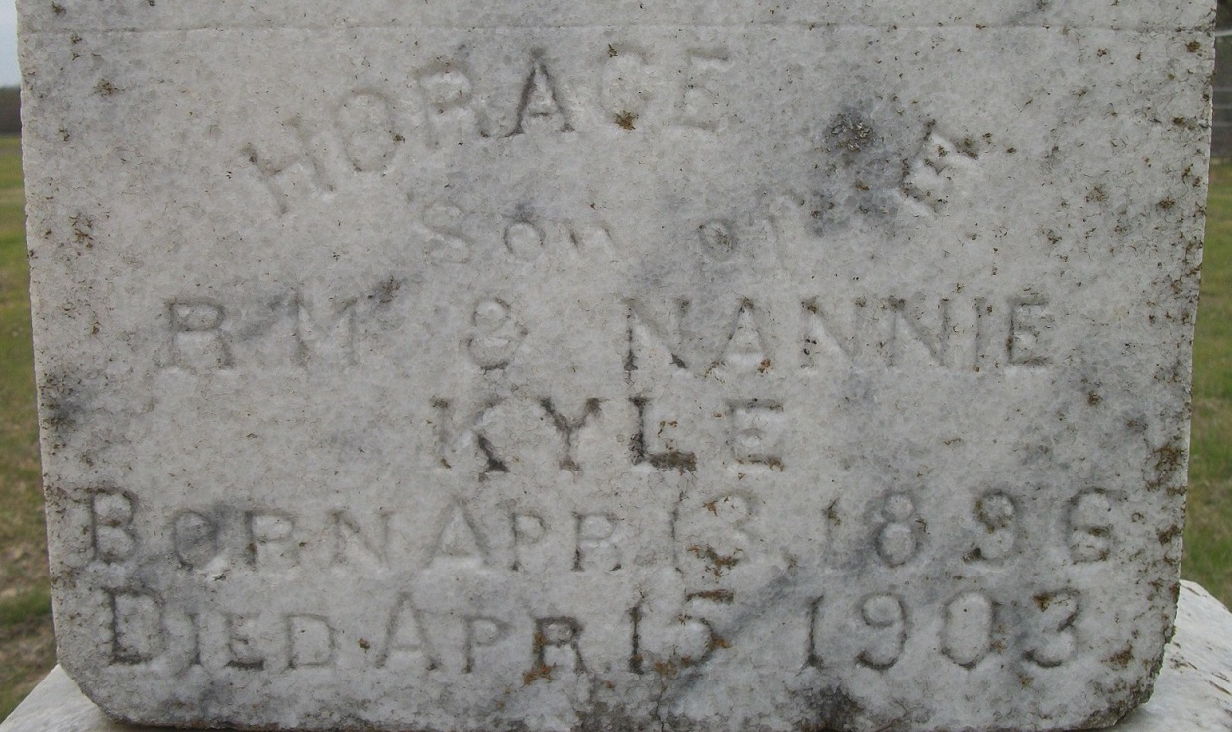 HORACE E
SON OF
R M & NANNIE
KYLE
BORN APR 13, 1896
DIED APR 15 1903